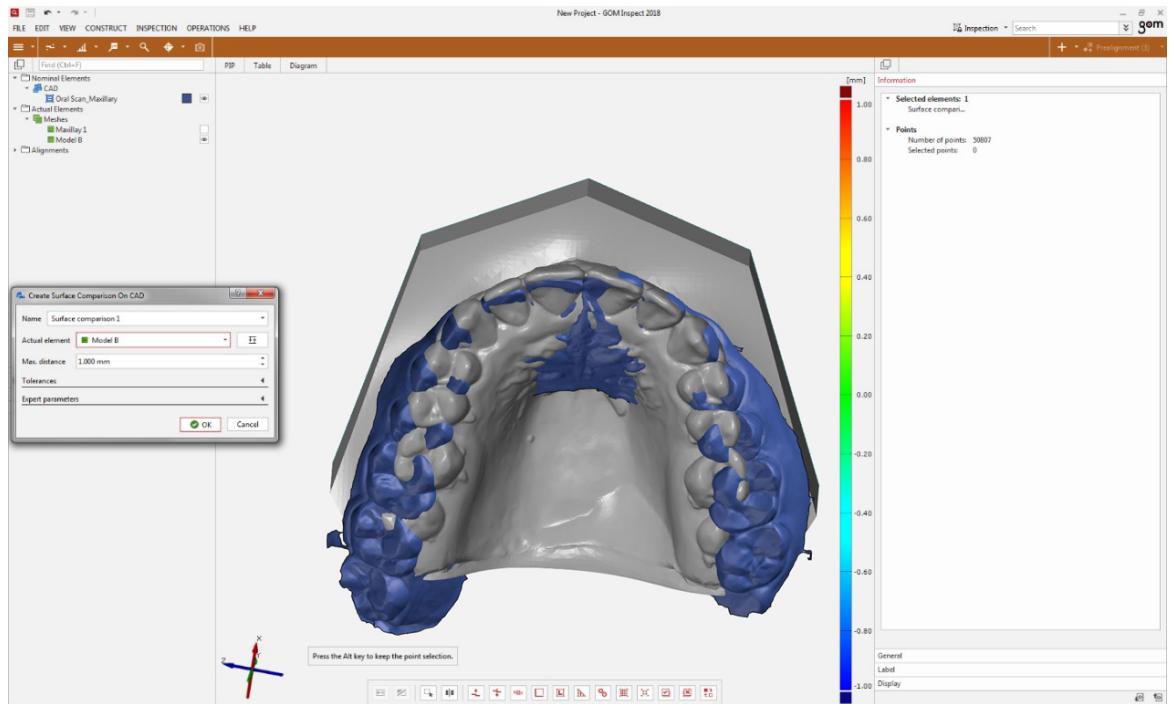 New Project - GOM Inspect 2018
FILE EDIT VIEW CONSTRUCT INSPECTION OPERATIONS HELP
Inspection
Search
gom
Find (Ctrl+F)
PIP Table Diagram
Prealignment (3)
Nominal Elements
CAD
Oral Scan_Maxillary
Actual Elements
Meshes
Maxillay 1
Model B
Alignments
[mm]
1.00
0.80
0.60
0.40
0.20
0.00
-0.20
-0.40
-0.60
-0.80
-1.00
Information
Selected elements: 1
Surface compari...
Points
Number of points: 50807
Selected points: 0
Create Surface Comparison On CAD
Name Surface comparison 1
Actual element Model B
Max. distance 1.000 mm
Tolerances
Expert parameters
OK Cancel
X
Y
Z
Press the Alt key to keep the point selection.
General
Label
Display